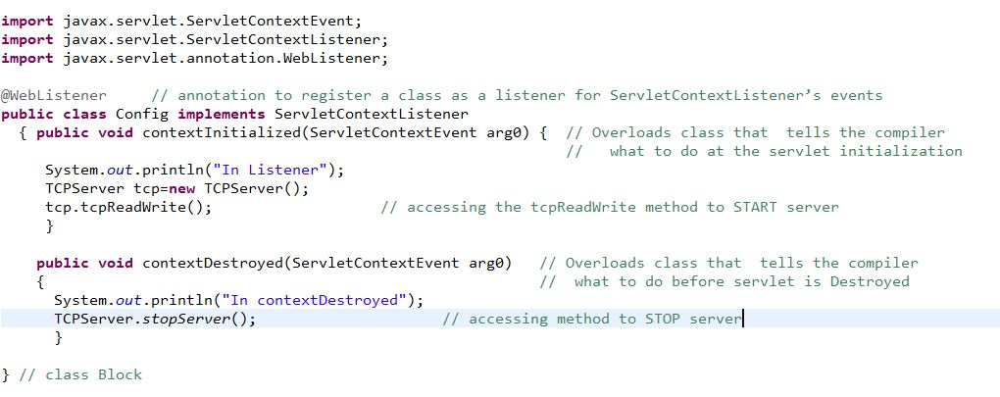 import javax.servlet.ServletContextEvent;
import javax.servlet.ServletContextListener;
import javax.servlet.annotation.WebListener;
@WebListener // annotation to register a class as a listener for ServletContextListener’s events
public class Config implements ServletContextListener
{ public void contextInitialized(ServletContextEvent arg0) { // Overloads class that tells the compiler
// what to do at the servlet initialization
System.out.println("In Listener");
TCPServer tcp=new TCPServer();
tcp.tcpReadWrite(); // accessing the tcpReadWrite method to START server
}
public void contextDestroyed(ServletContextEvent arg0) // Overloads class that tells the compiler
{ // what to do before servlet is Destroyed
System.out.println("In contextDestroyed");
TCPServer.stopServer(); // accessing method to STOP server
}
} // class Block